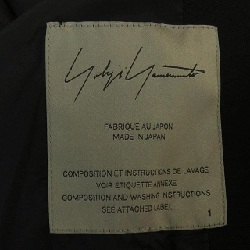 Yohji Yamamoto
FABRIQUE AU JAPON
MADE IN JAPAN
COMPOSITION ET INSTRUCTIONS DE LAVAGE
VOIR ETIQUETTE ANNEXE
COMPOSITION AND WASHING INSTRUCTIONS
SEE ATTACHED LABEL
1